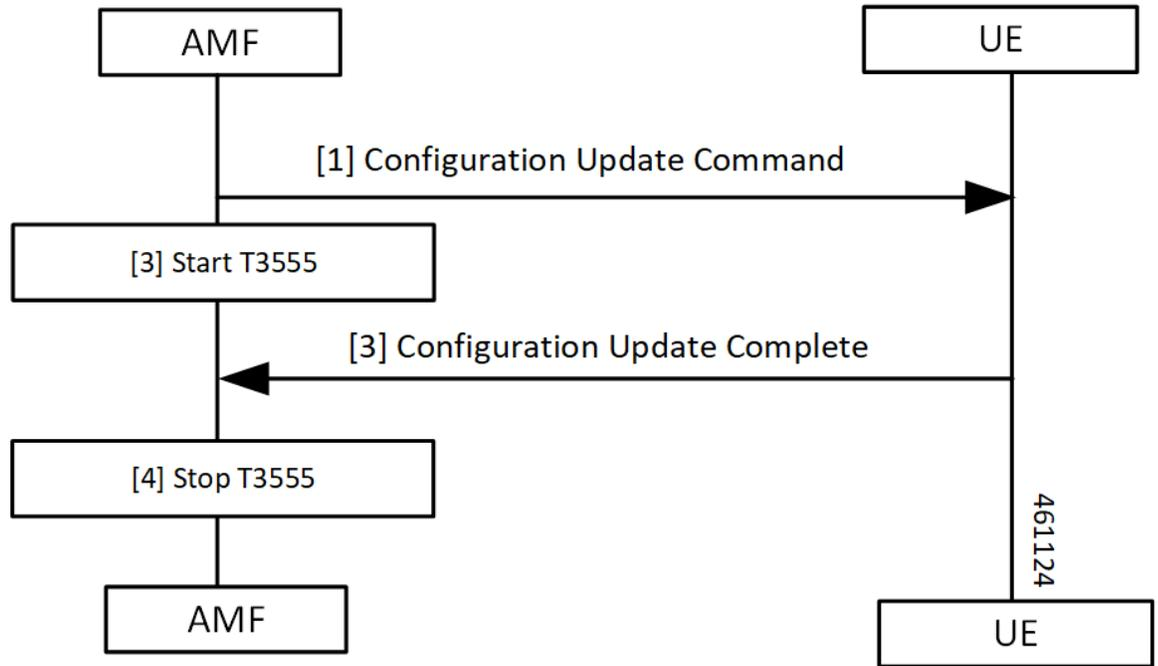 AMF
UE
[1] Configuration Update Command
[3] Start T3555
[3] Configuration Update Complete
[4] Stop T3555
461124
AMF
UE